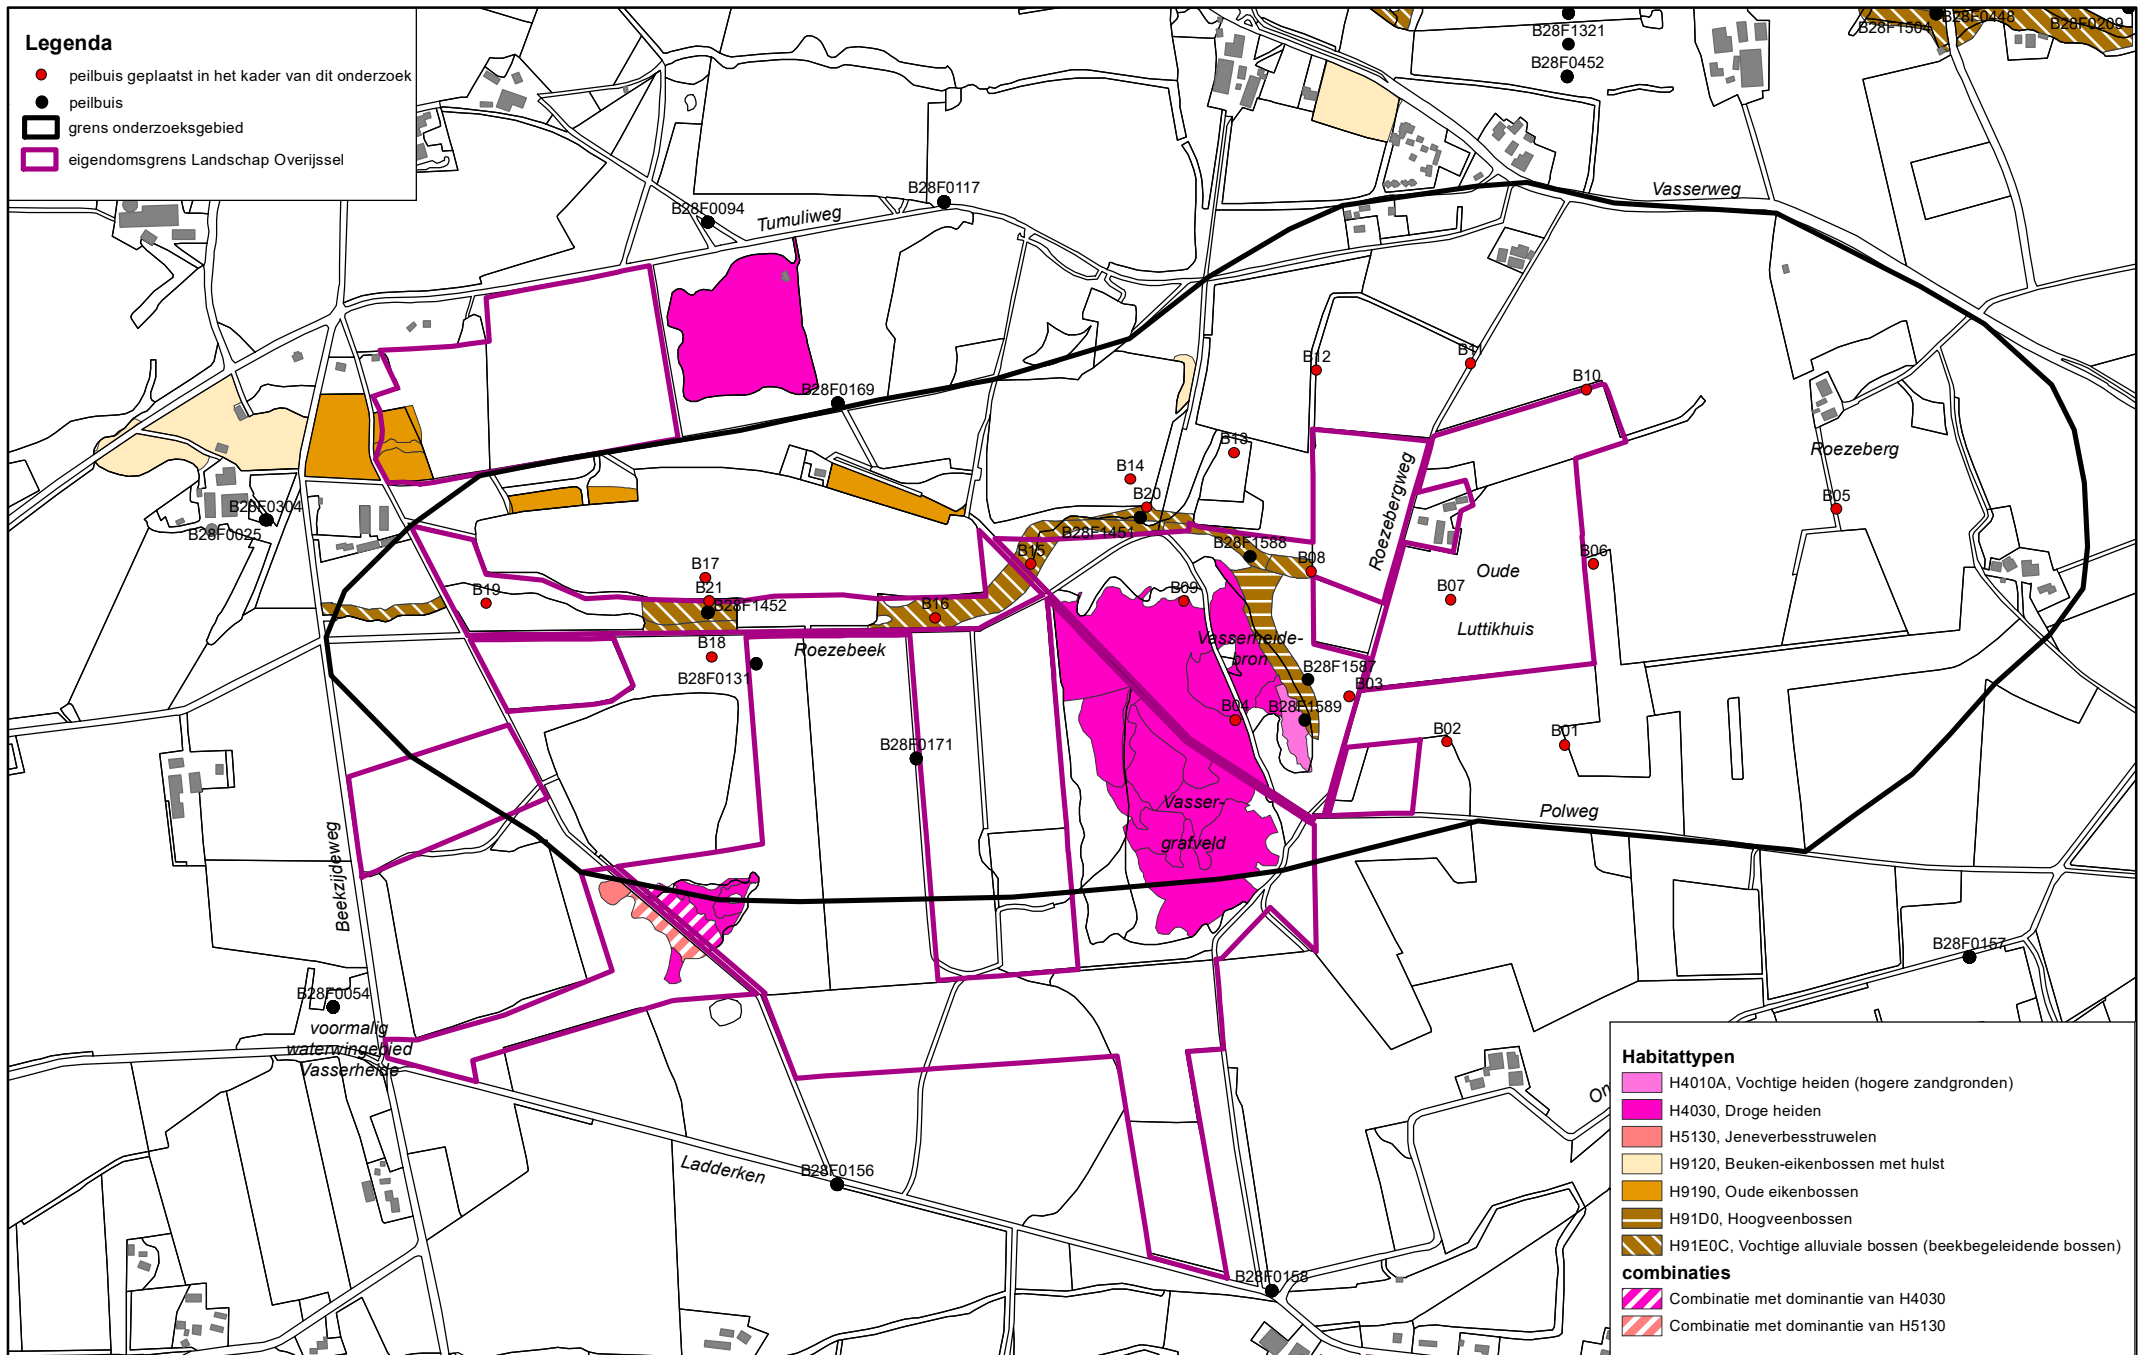 Legenda
peilbuis geplaatst in het kader van dit onderzoek
peilbuis
grens onderzoeksgebied
eigendomsgrens Landschap Overijssel
B28F1321
B28F0452
B28F1504
B28F0448
B28F0209
B28F0117
B28F0094
Tumuliweg
Vasserweg
B28F0169
B12
B11
B10
B13
B14
B20
B28F1451
B28F1588
B08
Roezebergweg
Roezeberg
B05
B06
B07
Oude
Luttikhuis
B28F0304
B28F0025
B17
B21
B28F1452
B19
B15
B16
B09
B18
B28F0131
Roezebeek
Vasserheide-
bron
B28F1587
B03
B04
B28F1589
B02
B01
B28F0171
Vasser-
grafveld
Polweg
Beekzijdeweg
B28F0157
B28F0054
voormalig
waterwingebied
Vasserheide
Ladderken
B28F0156
B28F0158
On
Habitattypen
H4010A, Vochtige heiden (hogere zandgronden)
H4030, Droge heiden
H5130, Jeneverbesstruwelen
H9120, Beuken-eikenbossen met hulst
H9190, Oude eikenbossen
H91D0, Hoogveenbossen
H91E0C, Vochtige alluviale bossen (beekbegeleidende bossen)
combinaties
Combinatie met dominantie van H4030
Combinatie met dominantie van H5130